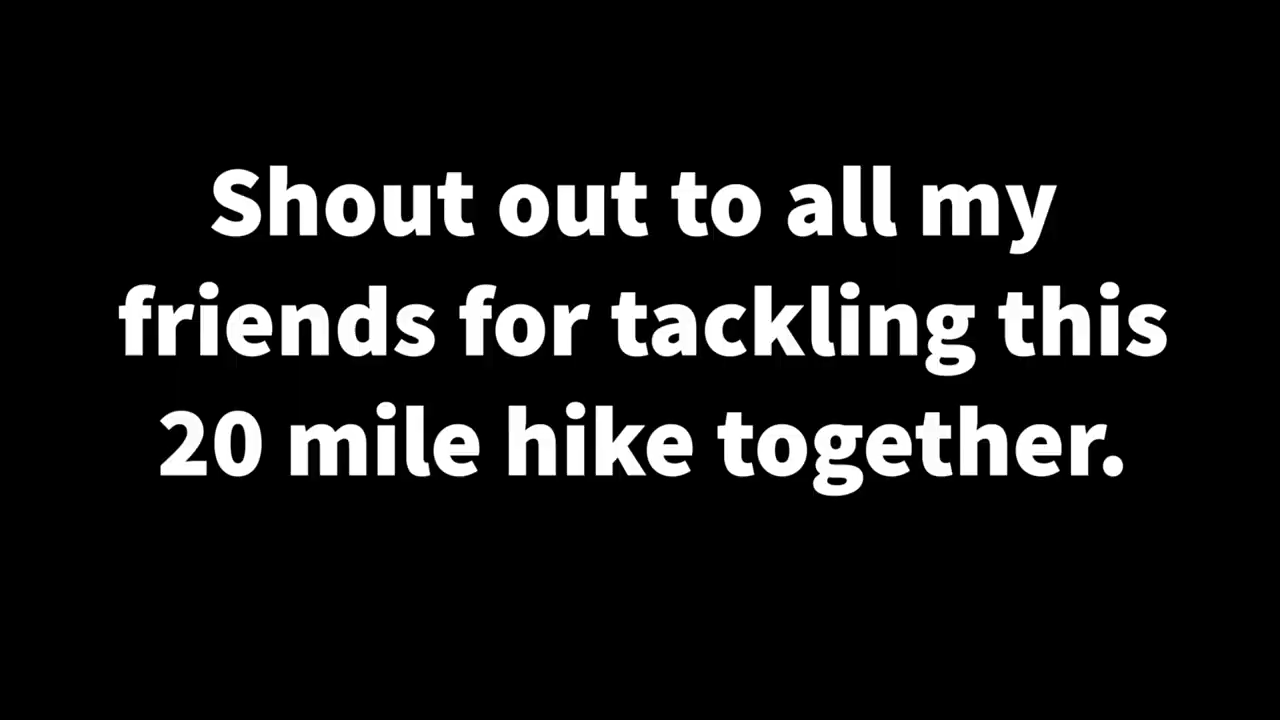 Shout out to all my
friends for tackling this
20 mile hike together.